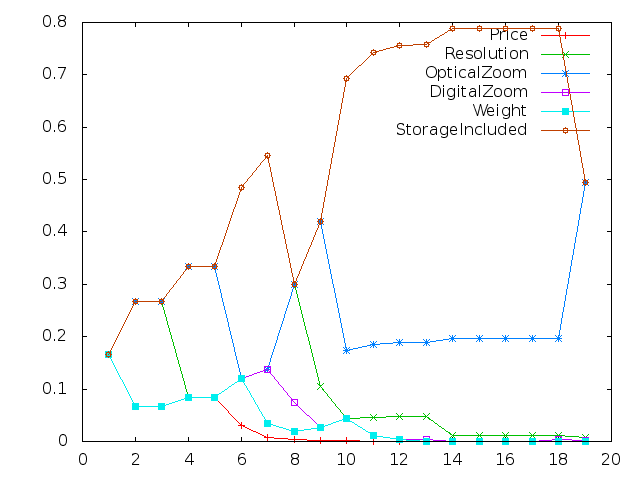 0.8
0.7
0.6
0.5
0.4
0.3
0.2
0.1
0
Price
Resolution
OpticalZoom
DigitalZoom
Weight
StorageIncluded
0 2 4 6 8 10 12 14 16 18 20